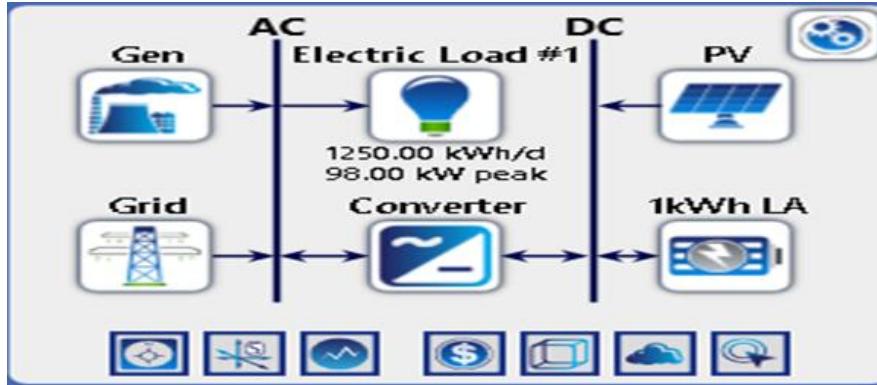 AC DC
Gen Electric Load #1 PV
1250.00 kWh/d
98.00 kW peak
Grid Converter 1kWh LA